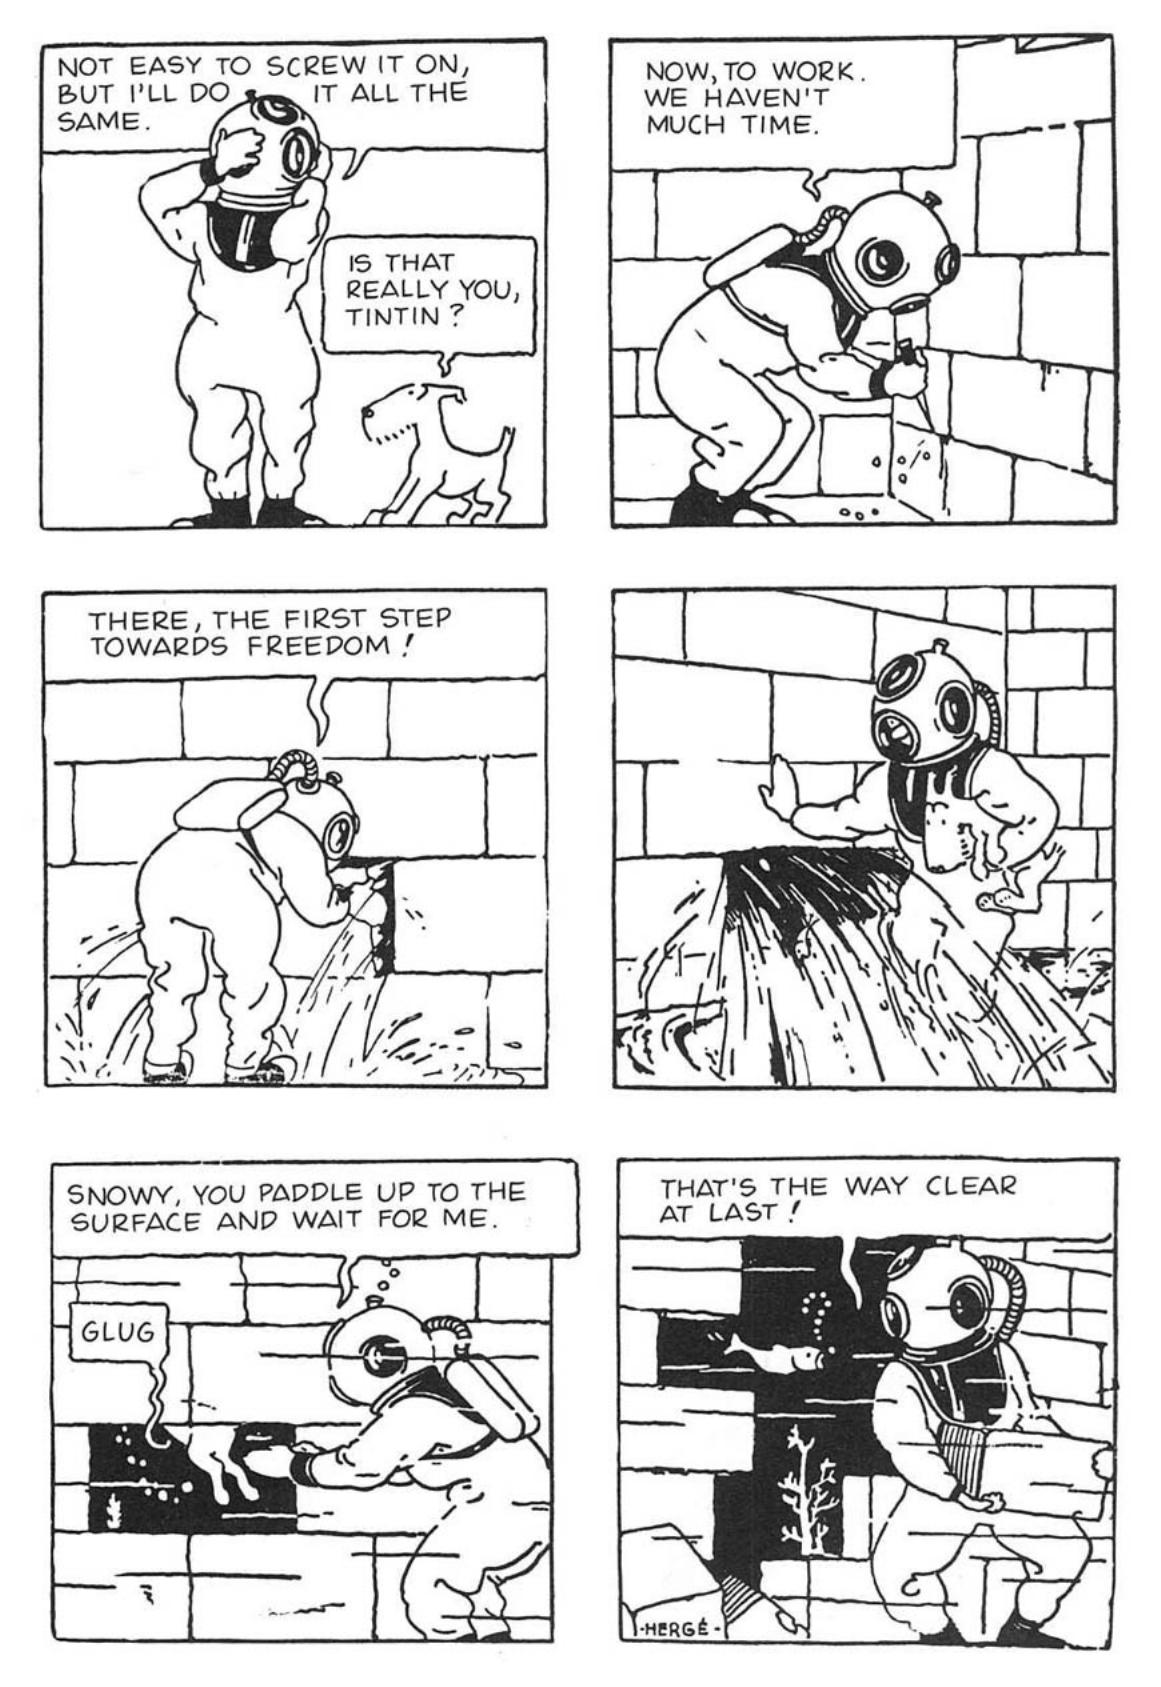 NOT EASY TO SCREW IT ON,
BUT I'LL DO IT ALL THE
SAME.
IS THAT
REALLY YOU,
TINTIN?
NOW, TO WORK.
WE HAVEN'T
MUCH TIME.
THERE, THE FIRST STEP
TOWARDS FREEDOM!
SNOWY, YOU PADDLE UP TO THE
SURFACE AND WAIT FOR ME.
GLUG
THAT'S THE WAY CLEAR
AT LAST!
-HERGÉ-